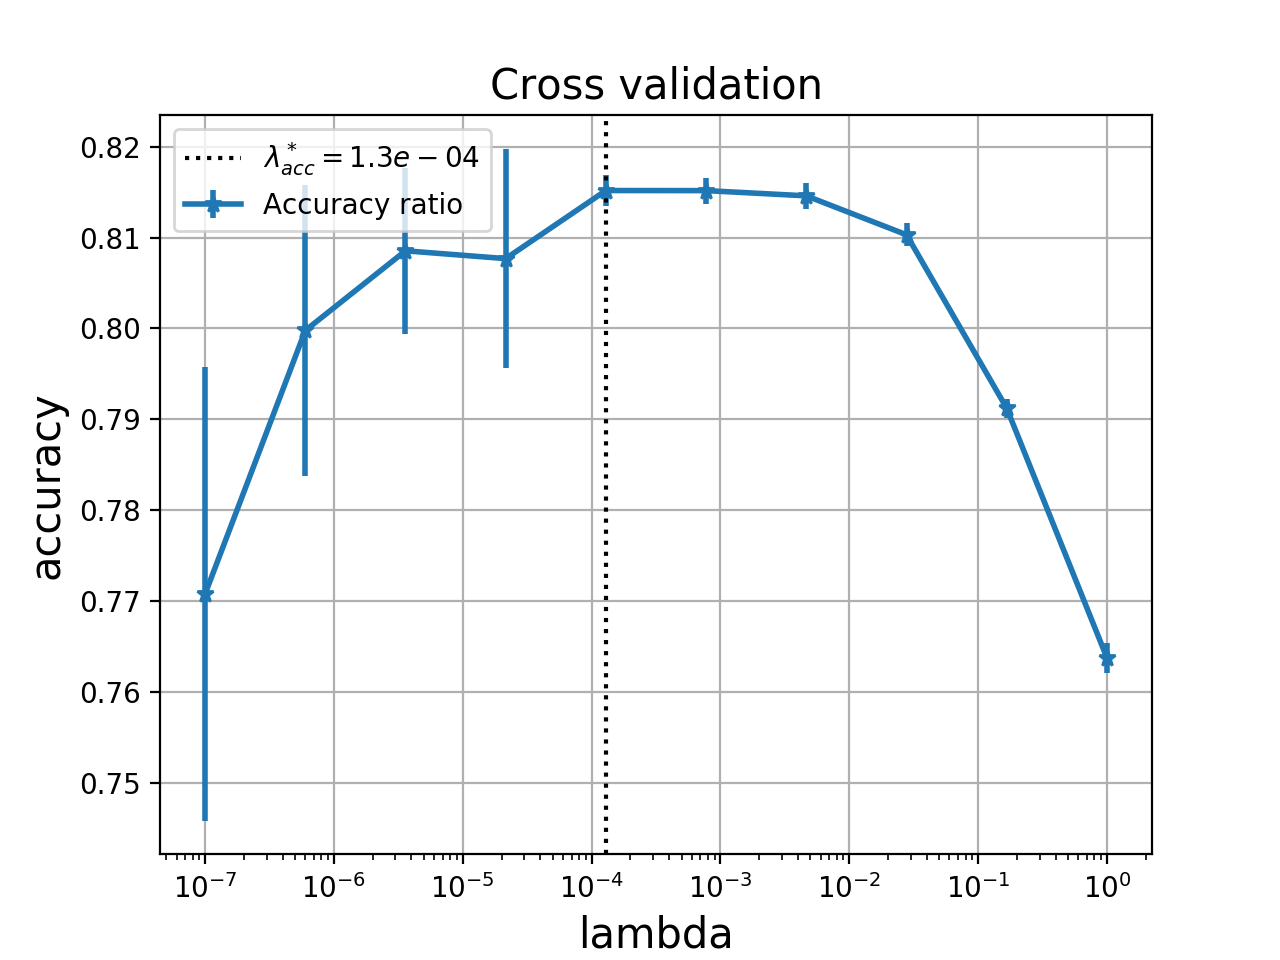 Cross validation
λ*acc = 1.3e − 04
Accuracy ratio
0.82
0.81
0.80
0.79
0.78
0.77
0.76
0.75
accuracy
10⁻⁷ 10⁻⁶ 10⁻⁵ 10⁻⁴ 10⁻³ 10⁻² 10⁻¹ 10⁰
lambda